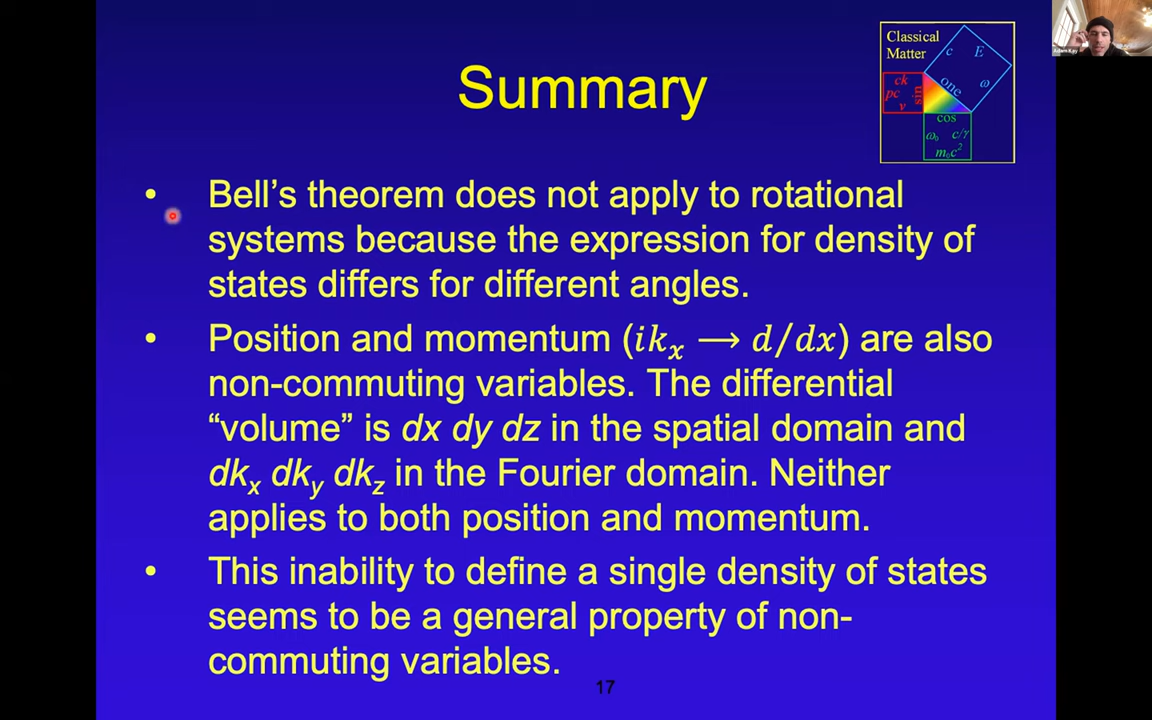 Classical
Matter
c
E
ω
one
ck
pc
v
sin
cos
ω₀ c/γ
m₀c²
Adam Kay
Summary
• Bell’s theorem does not apply to rotational
systems because the expression for density of
states differs for different angles.
• Position and momentum (ikₓ ⟶ d/dx) are also
non-commuting variables. The differential
“volume” is dx dy dz in the spatial domain and
dkₓ dk_y dk_z in the Fourier domain. Neither
applies to both position and momentum.
• This inability to define a single density of states
seems to be a general property of non-
commuting variables.
17